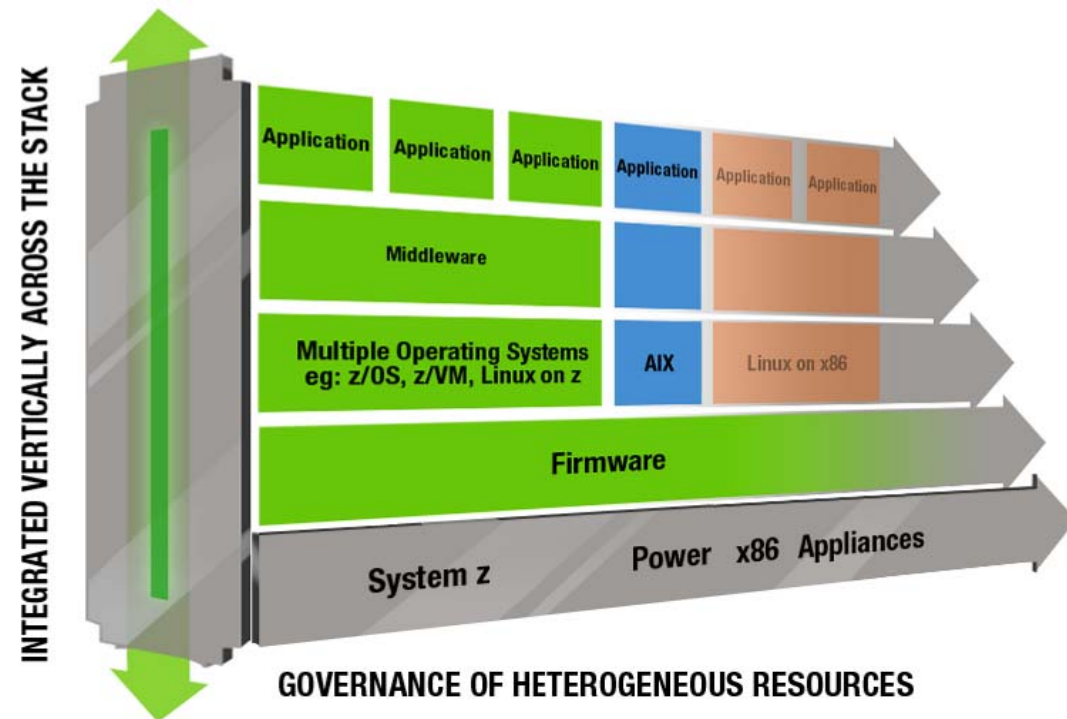 INTEGRATED VERTICALLY ACROSS THE STACK
Application
Application
Application
Application
Application
Application
Middleware
Multiple Operating Systems
eg: z/OS, z/VM, Linux on z
AIX
Linux on x86
Firmware
System z
Power x86 Appliances
GOVERNANCE OF HETEROGENEOUS RESOURCES